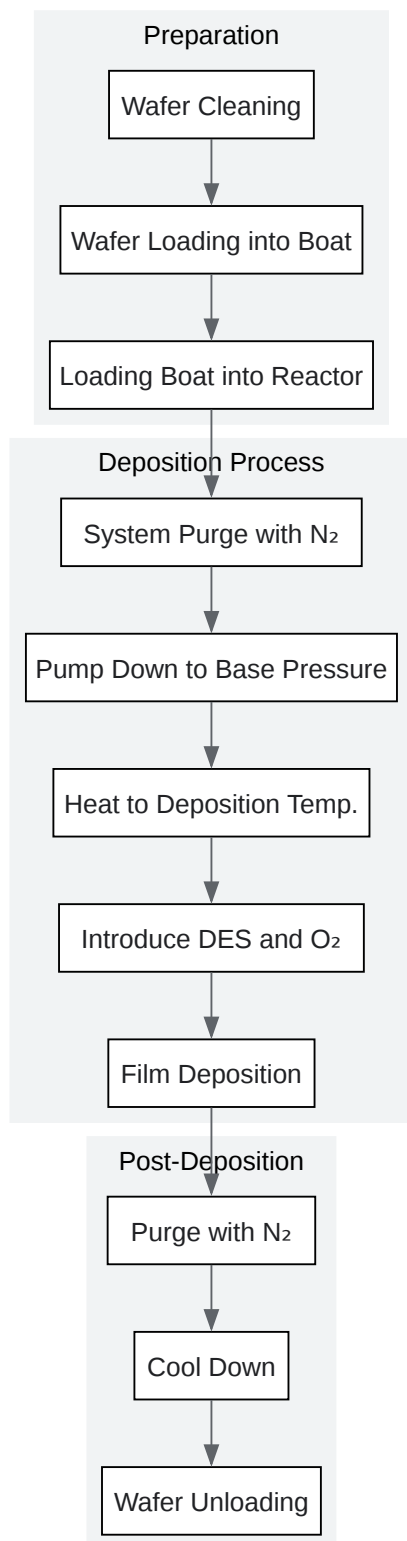 Preparation
Wafer Cleaning
Wafer Loading into Boat
Loading Boat into Reactor
Deposition Process
System Purge with N₂
Pump Down to Base Pressure
Heat to Deposition Temp.
Introduce DES and O₂
Film Deposition
Post-Deposition
Purge with N₂
Cool Down
Wafer Unloading